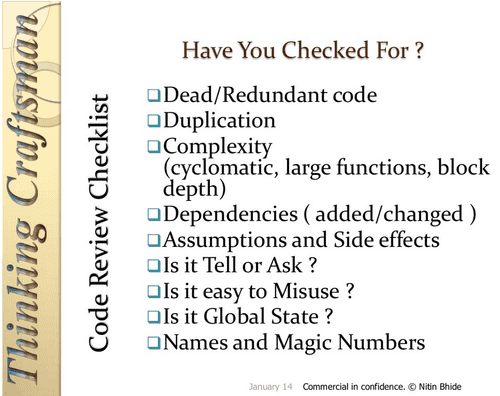 Thinking Craftsman
Code Review Checklist
Have You Checked For ?
Dead/Redundant code
Duplication
Complexity
(cyclomatic, large functions, block
depth)
Dependencies ( added/changed )
Assumptions and Side effects
Is it Tell or Ask ?
Is it easy to Misuse ?
Is it Global State ?
Names and Magic Numbers
January 14 Commercial in confidence. © Nitin Bhide